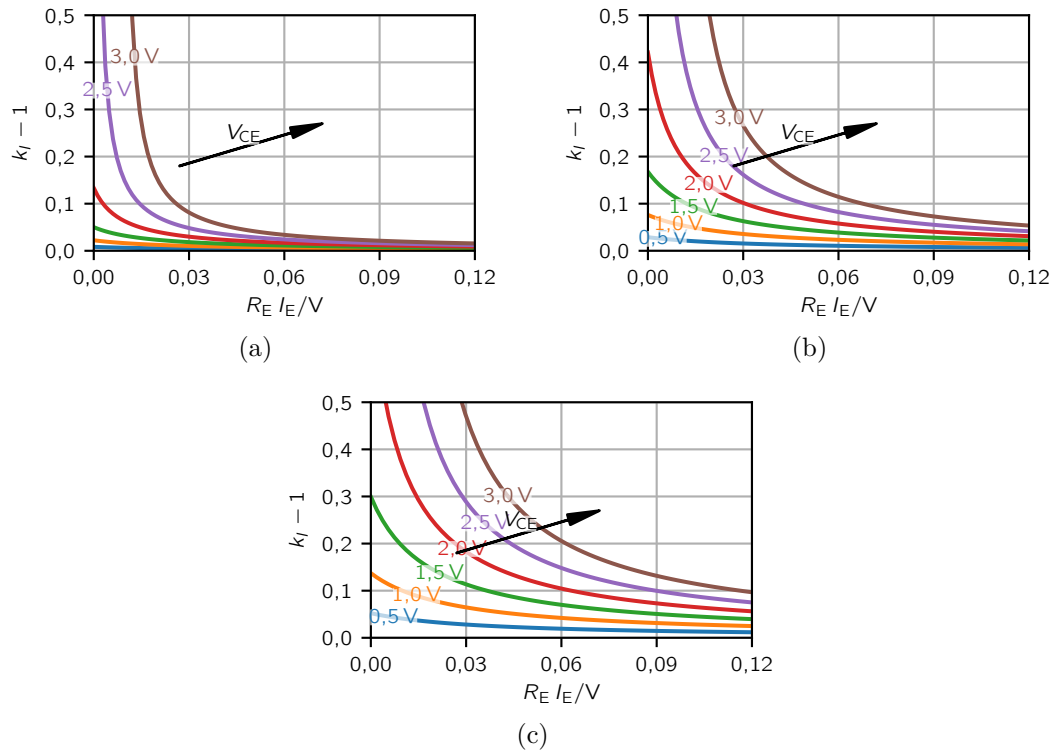 0,5
0,4
0,3
0,2
0,1
0,0
k_I − 1
3,0 V
2,5 V
V_CE
0,00 0,03 0,06 0,09 0,12
R_E I_E/V
(a)
0,5
0,4
0,3
0,2
0,1
0,0
k_I − 1
3,0 V
2,5 V
2,0 V
1,5 V
1,0 V
0,5 V
V_CE
0,00 0,03 0,06 0,09 0,12
R_E I_E/V
(b)
0,5
0,4
0,3
0,2
0,1
0,0
k_I − 1
3,0 V
2,5 V
2,0 V
1,5 V
1,0 V
0,5 V
V_CE
0,00 0,03 0,06 0,09 0,12
R_E I_E/V
(c)